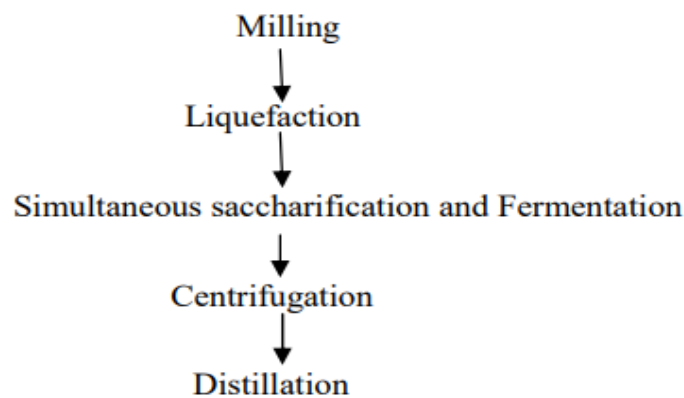 Milling
Liquefaction
Simultaneous saccharification and Fermentation
Centrifugation
Distillation